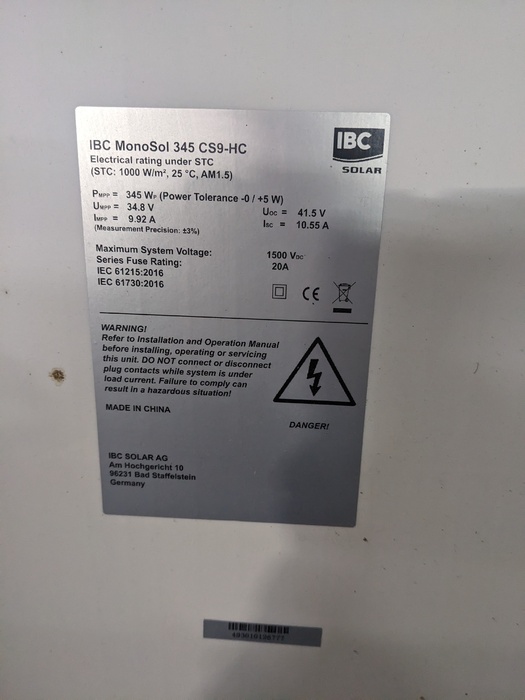 IBC MonoSol 345 CS9-HC
Electrical rating under STC
(STC: 1000 W/m², 25 °C, AM1.5)
IBC
SOLAR
PMPP = 345 WP (Power Tolerance -0 / +5 W)
UMPP = 34.8 V
UOC = 41.5 V
IMPP = 9.92 A
ISC = 10.55 A
(Measurement Precision: ±3%)
Maximum System Voltage: 1500 VDC
Series Fuse Rating: 20A
IEC 61215:2016
IEC 61730:2016
CE
WARNING!
Refer to Installation and Operation Manual
before installing, operating or servicing
this unit. DO NOT connect or disconnect
plug contacts while system is under
load current. Failure to comply can
result in a hazardous situation!
DANGER!
MADE IN CHINA
IBC SOLAR AG
Am Hochgericht 10
96231 Bad Staffelstein
Germany